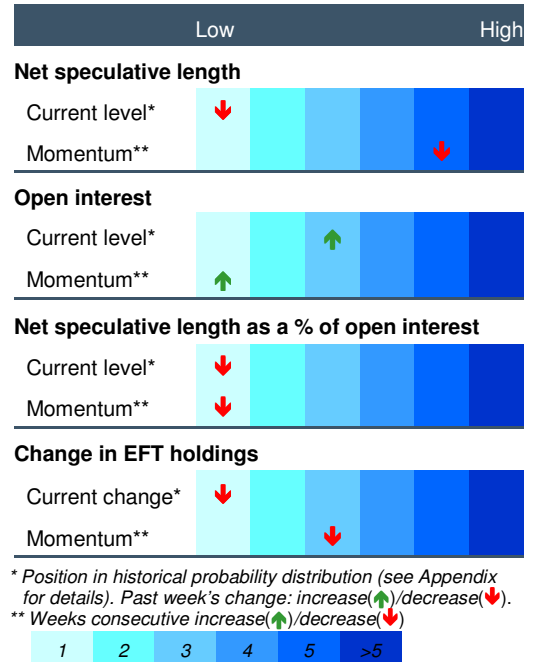 Low High
Net speculative length
Current level*
Momentum**
Open interest
Current level*
Momentum**
Net speculative length as a % of open interest
Current level*
Momentum**
Change in EFT holdings
Current change*
Momentum**
* Position in historical probability distribution (see Appendix
for details). Past week's change: increase(↑)/decrease(↓).
** Weeks consecutive increase(↑)/decrease(↓)
1 2 3 4 5 >5